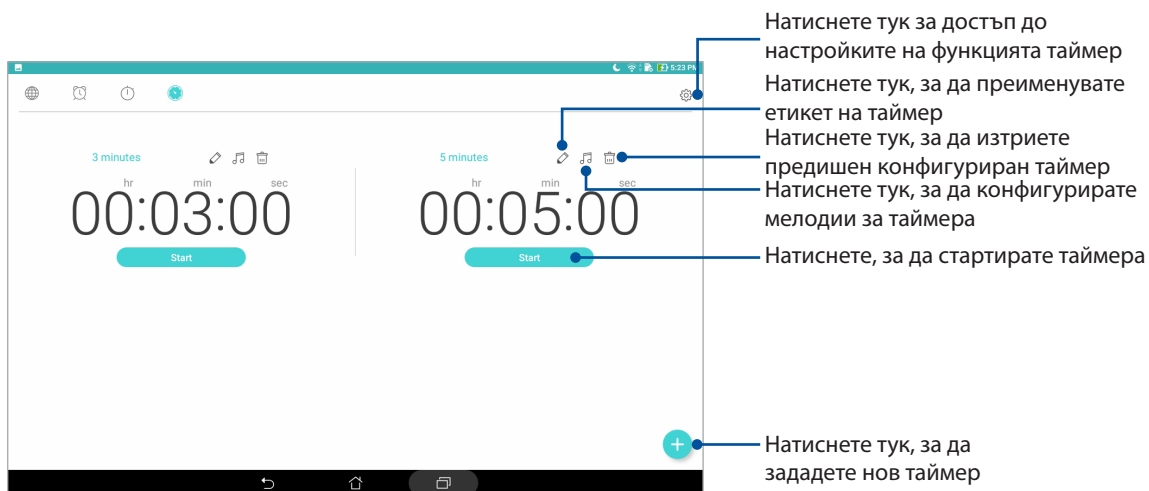 Натиснете тук за достъп до
настройките на функцията таймер
5:23 PM
Натиснете тук, за да преименувате
етикет на таймер
Натиснете тук, за да изтриете
предишен конфигуриран таймер
3 minutes
5 minutes
Натиснете тук, за да конфигурирате
мелодии за таймера
hr min sec
hr min sec
00:03:00
00:05:00
Start
Start
Натиснете, за да стартирате таймера
Натиснете тук, за да
зададете нов таймер